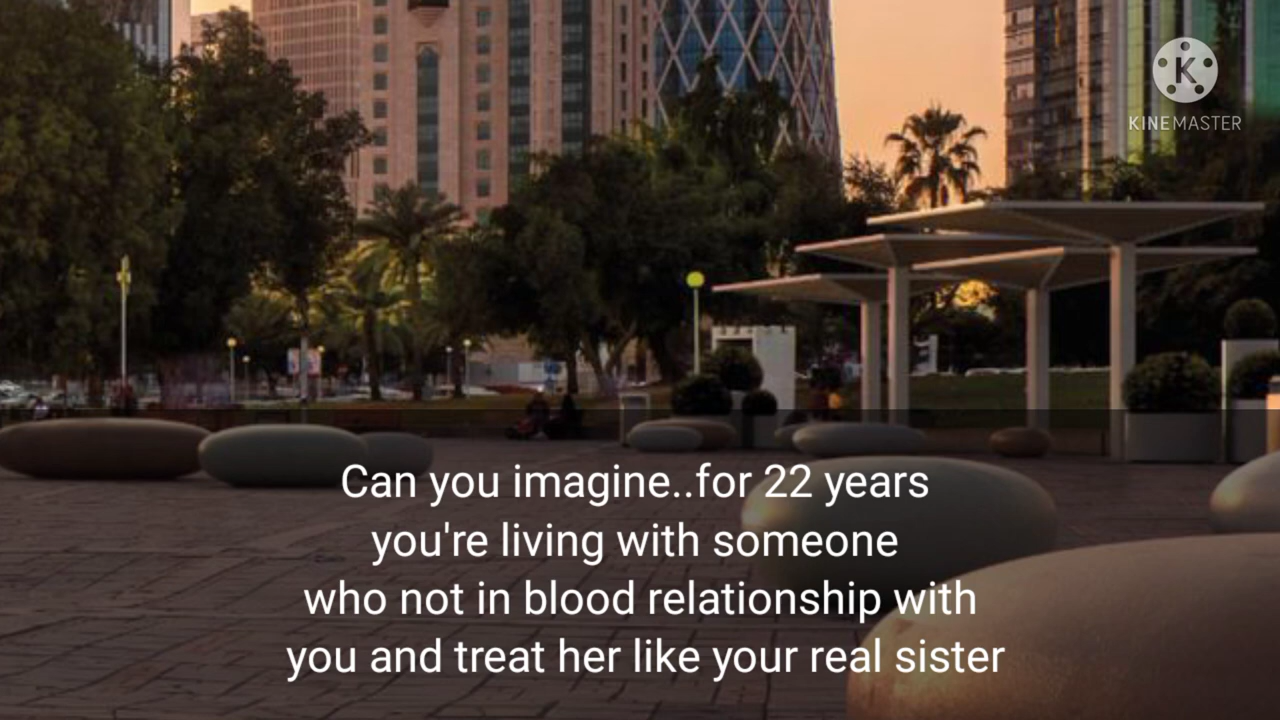 KINEMASTER
Can you imagine..for 22 years
you're living with someone
who not in blood relationship with
you and treat her like your real sister